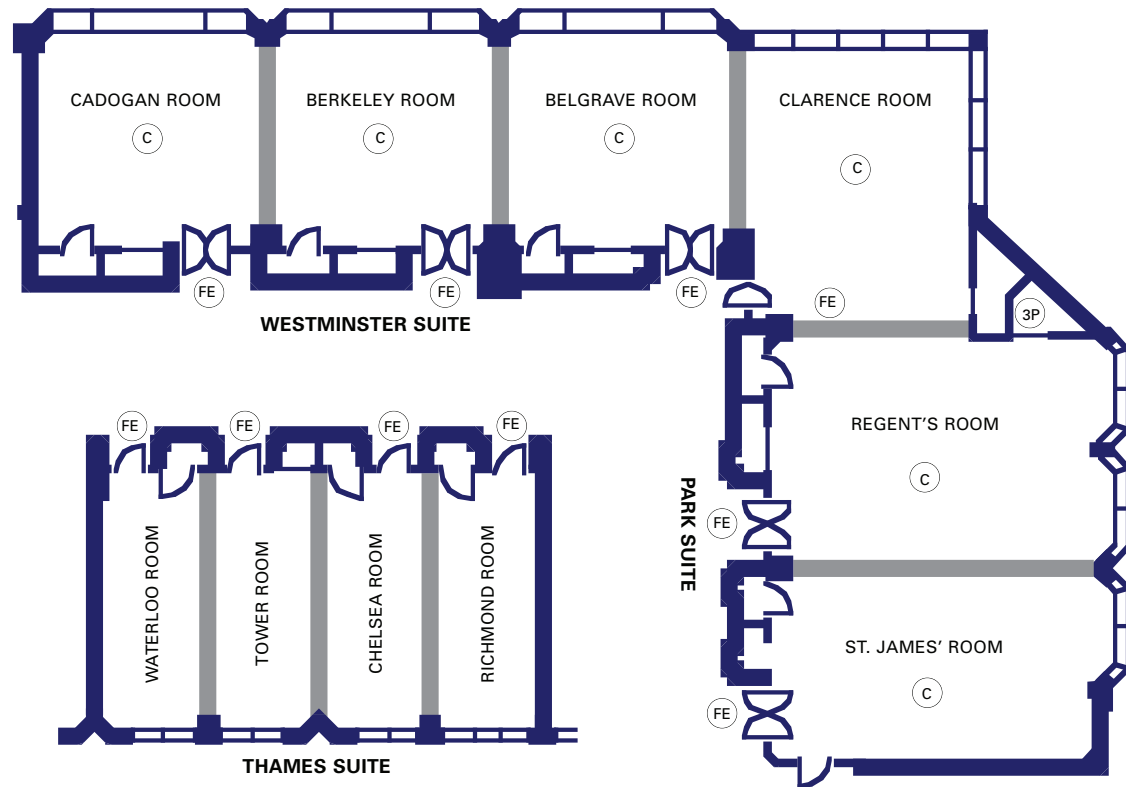 CADOGAN ROOM
BERKELEY ROOM
BELGRAVE ROOM
CLARENCE ROOM
C
C
C
C
FE
FE
FE
FE
3P
WESTMINSTER SUITE
REGENT'S ROOM
C
FE
PARK SUITE
ST. JAMES' ROOM
C
FE
FE
FE
FE
FE
WATERLOO ROOM
TOWER ROOM
CHELSEA ROOM
RICHMOND ROOM
THAMES SUITE